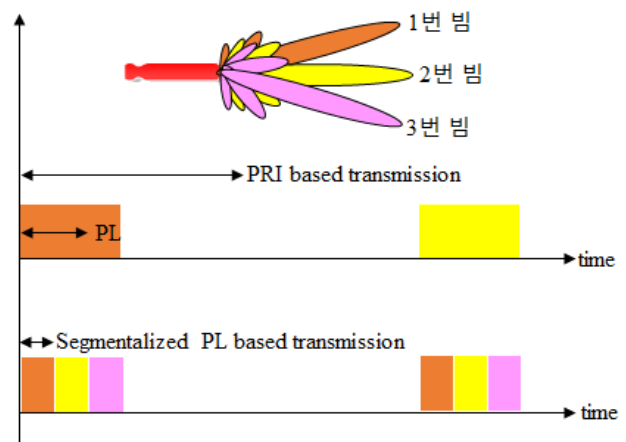 1번 빔
2번 빔
3번 빔
PRI based transmission
PL
time
Segmentalized PL based transmission
time